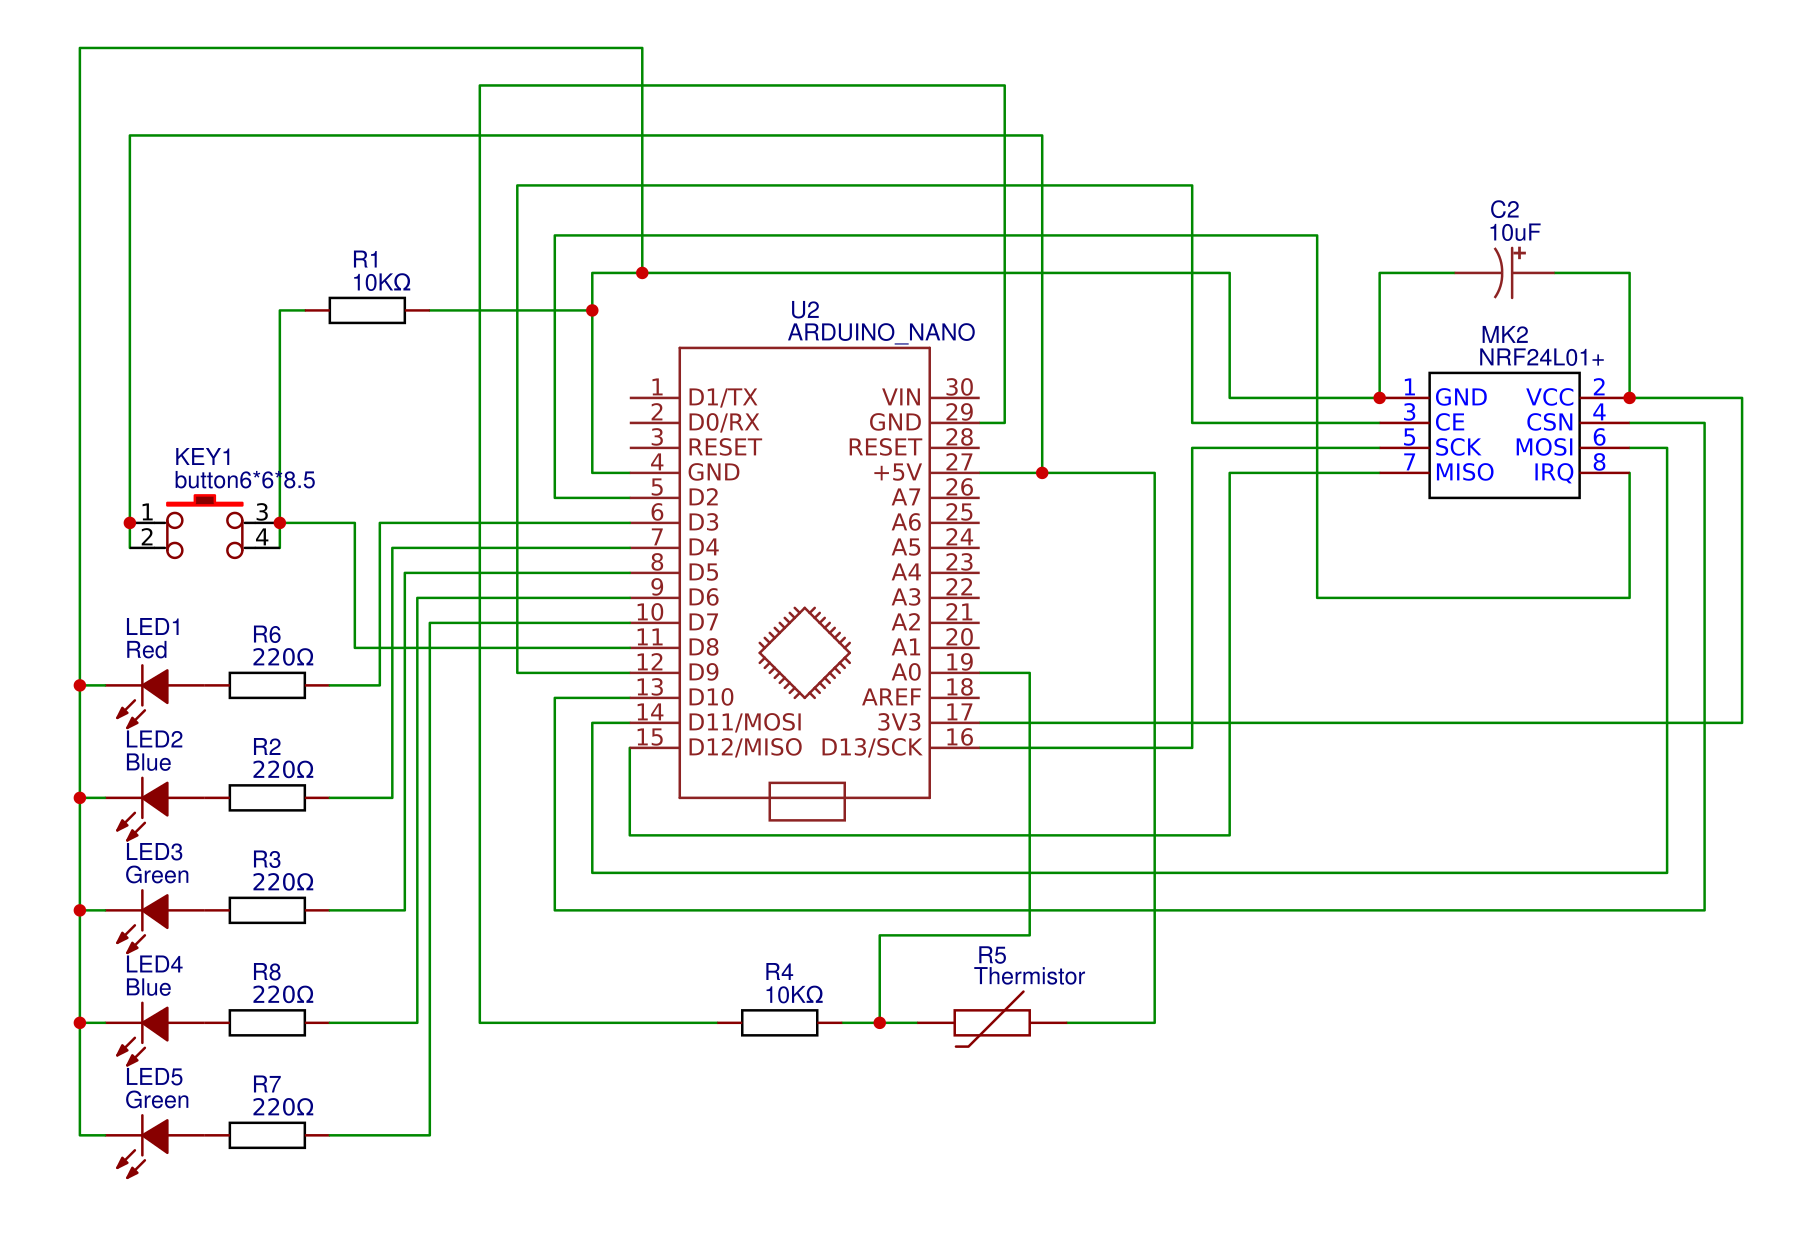 C2
10uF
R1
10KΩ
U2
ARDUINO_NANO
MK2
NRF24L01+
1 D1/TX VIN 30
2 D0/RX GND 29
3 RESET RESET 28
4 GND +5V 27
5 D2 A7 26
6 D3 A6 25
7 D4 A5 24
8 D5 A4 23
9 D6 A3 22
10 D7 A2 21
11 D8 A1 20
12 D9 A0 19
13 D10 AREF 18
14 D11/MOSI 3V3 17
15 D12/MISO D13/SCK 16
1 GND VCC 2
3 CE CSN 4
5 SCK MOSI 6
7 MISO IRQ 8
KEY1
button6*6*8.5
1 3
2 4
LED1
Red
R6
220Ω
LED2
Blue
R2
220Ω
LED3
Green
R3
220Ω
LED4
Blue
R8
220Ω
LED5
Green
R7
220Ω
R4
10KΩ
R5
Thermistor